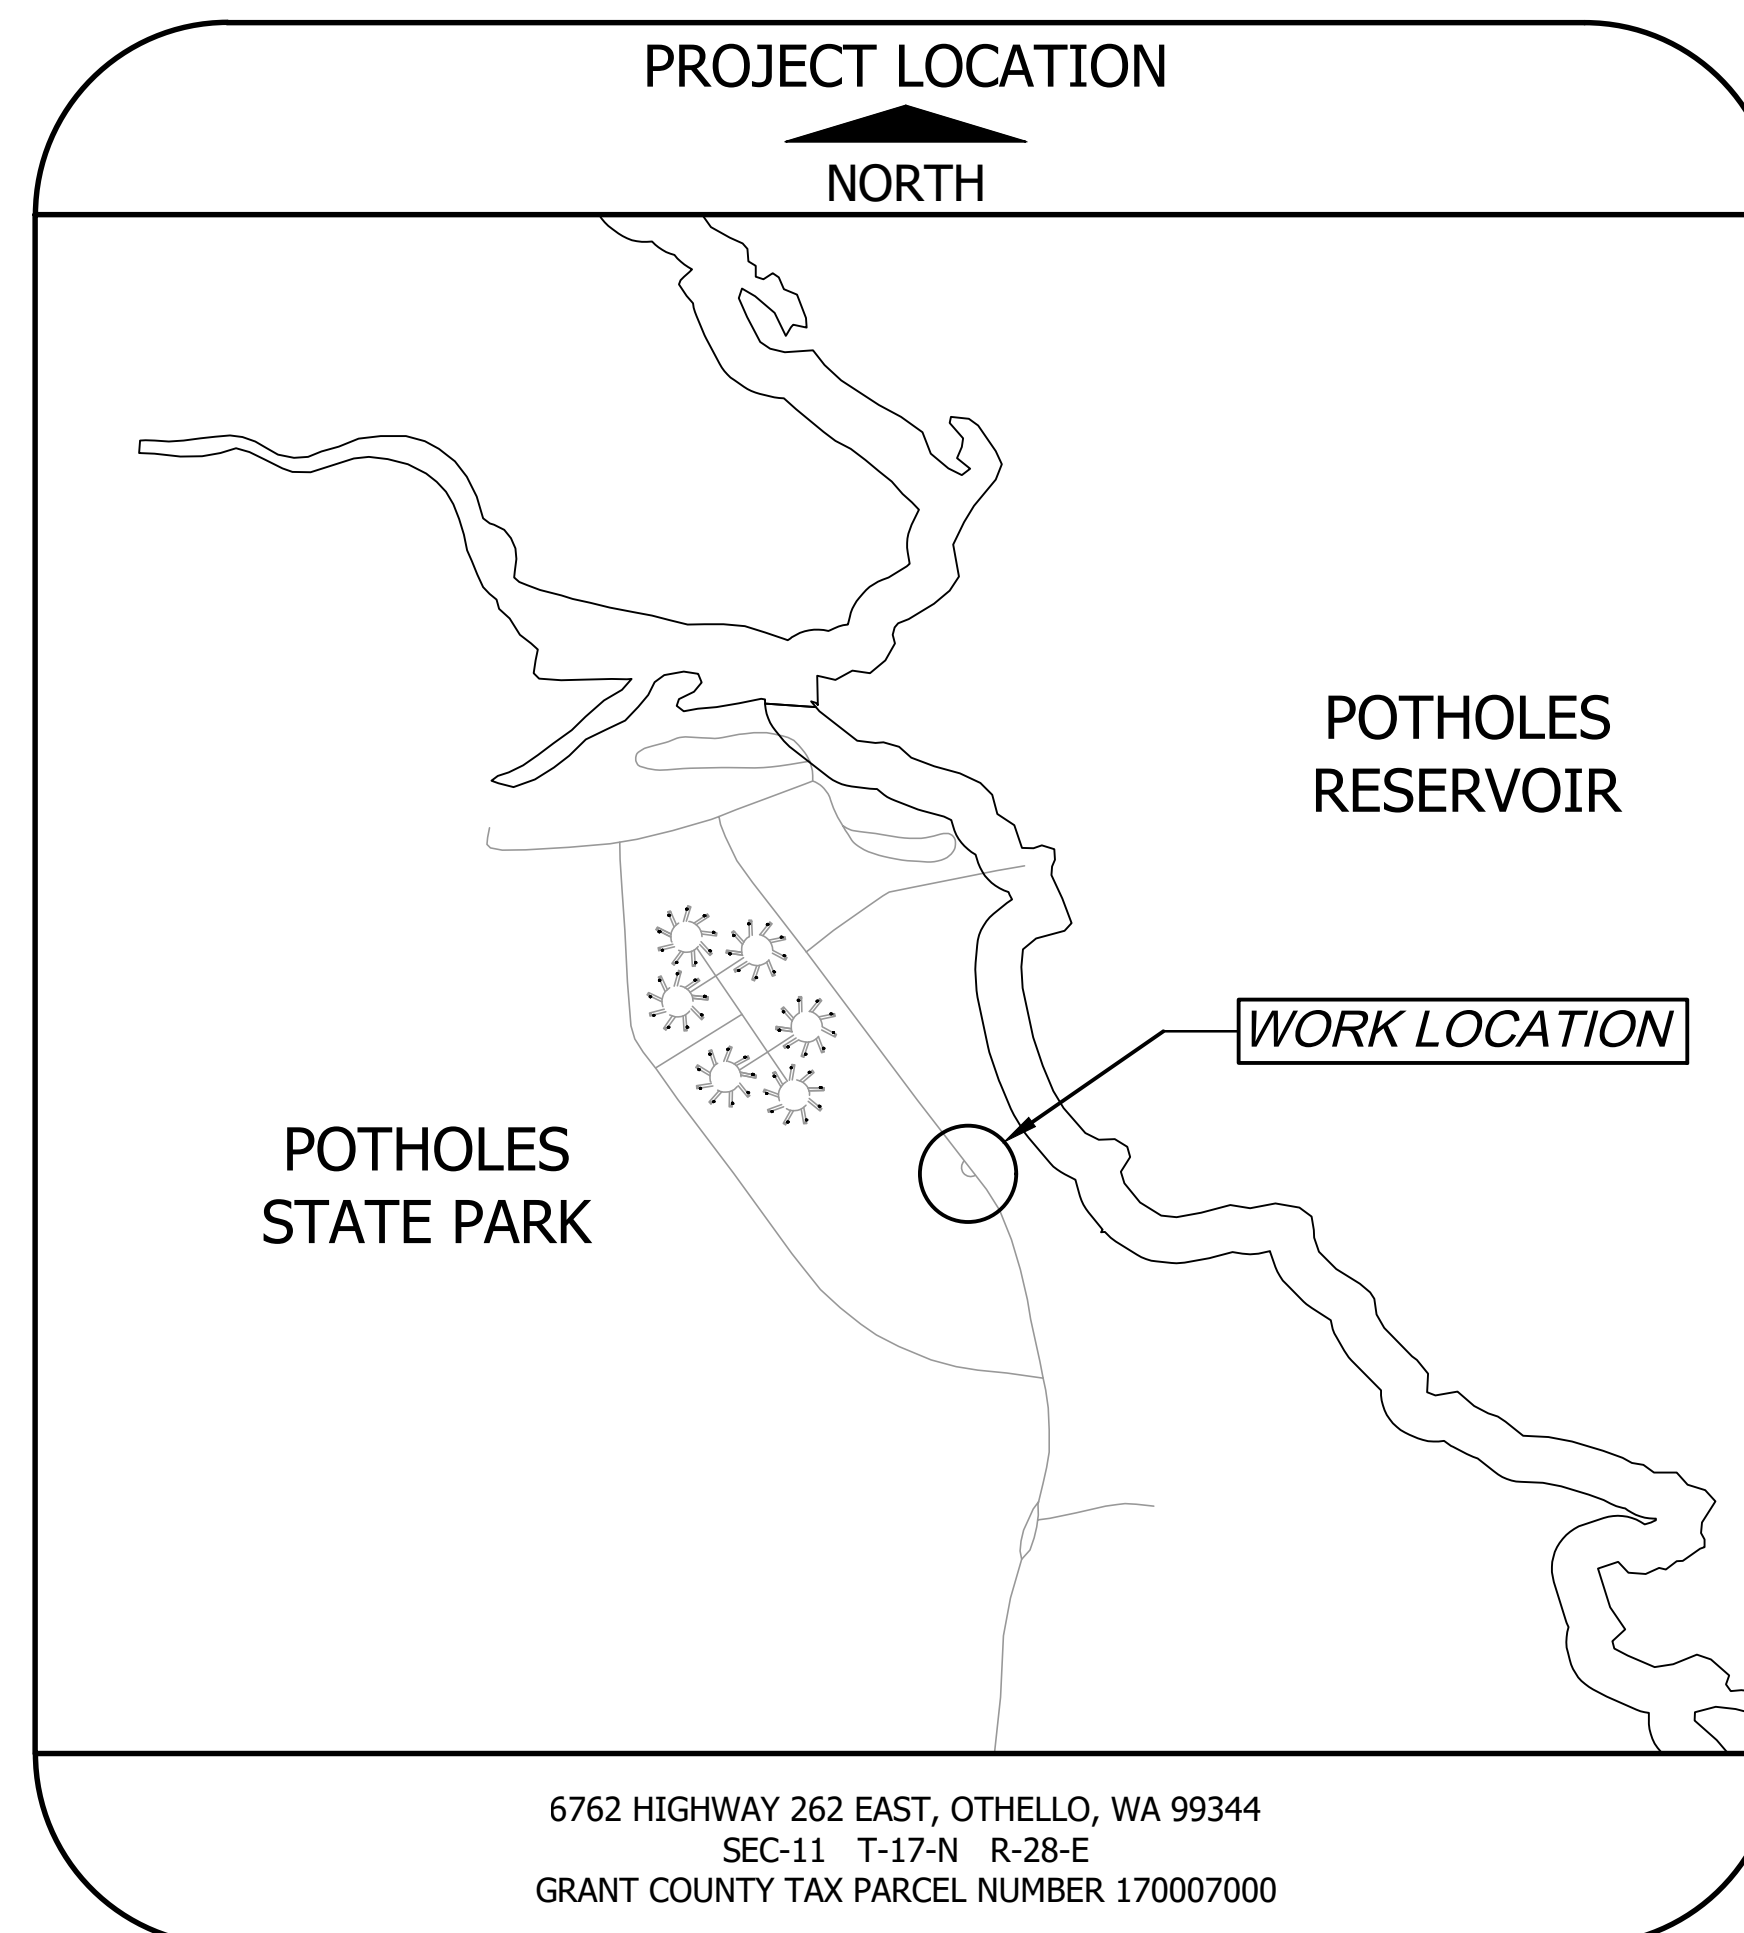 PROJECT LOCATION
NORTH
POTHOLES
RESERVOIR
WORK LOCATION
POTHOLES
STATE PARK
6762 HIGHWAY 262 EAST, OTHELLO, WA 99344
SEC-11 T-17-N R-28-E
GRANT COUNTY TAX PARCEL NUMBER 170007000